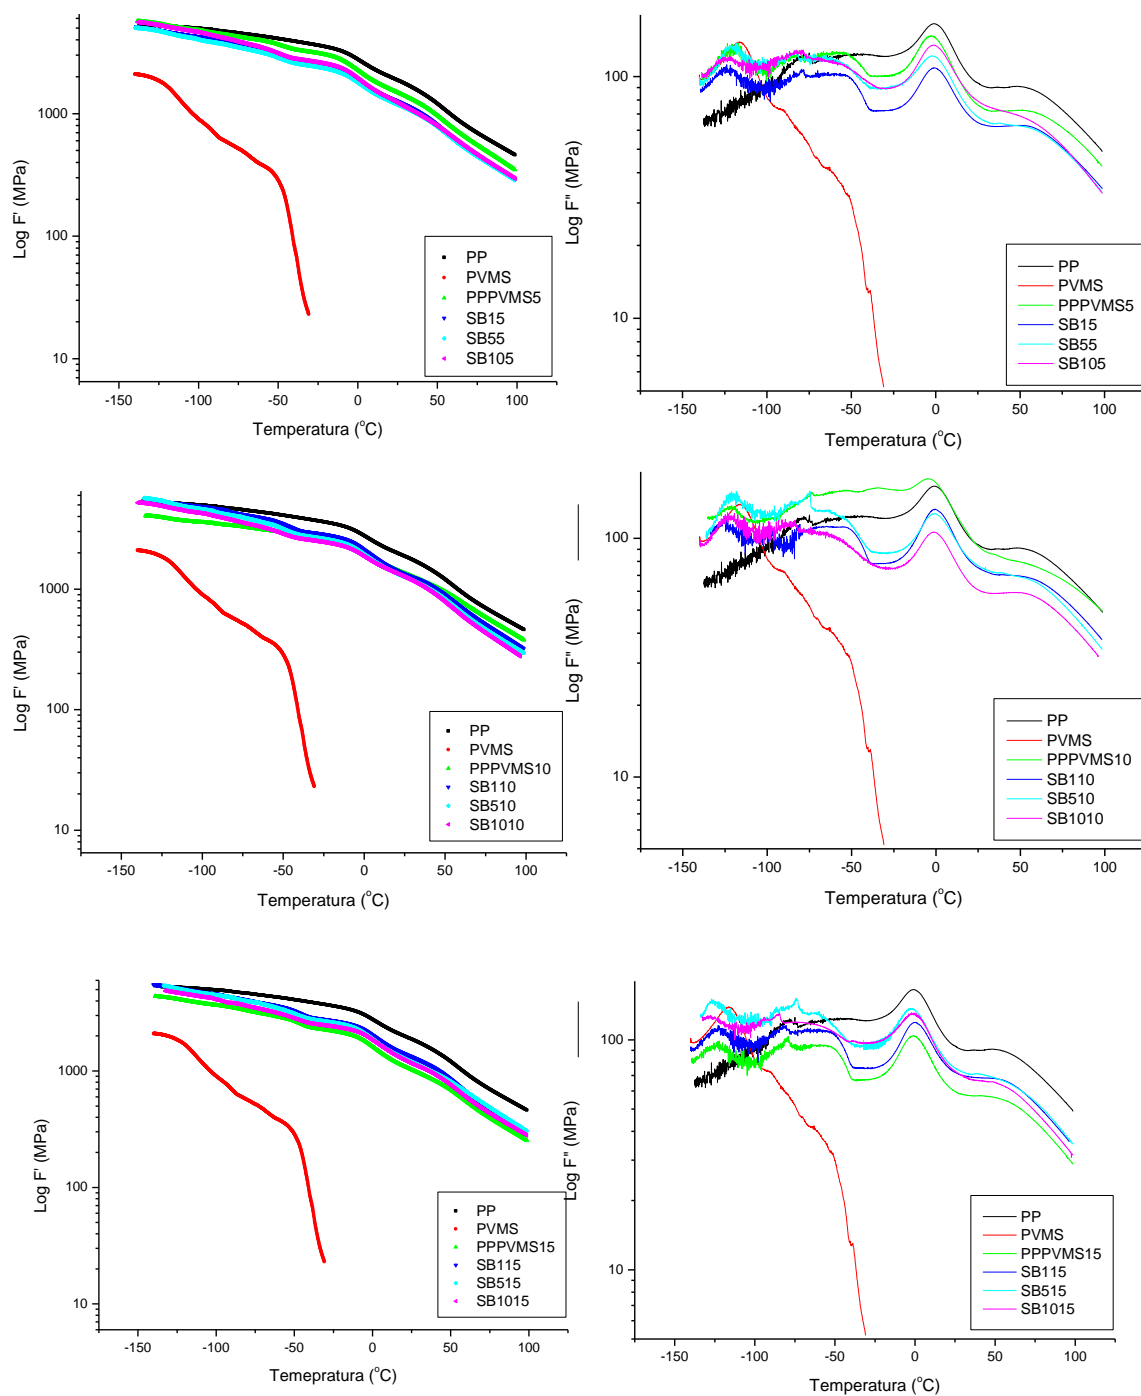 1000
100
10
Log F' (MPa)
-150 -100 -50 0 50 100
Temperatura (°C)
PP
PVMS
PPPVMS5
SB15
SB55
SB105
100
10
Log F" (MPa)
-150 -100 -50 0 50 100
Temperatura (°C)
PP
PVMS
PPPVMS5
SB15
SB55
SB105
1000
100
10
Log F' (MPa)
-150 -100 -50 0 50 100
Temperatura (°C)
PP
PVMS
PPPVMS10
SB110
SB510
SB1010
100
10
Log F" (MPa)
-150 -100 -50 0 50 100
Temperatura (°C)
PP
PVMS
PPPVMS10
SB110
SB510
SB1010
1000
100
10
Log F' (MPa)
-150 -100 -50 0 50 100
Temepratura (°C)
PP
PVMS
PPPVMS15
SB115
SB515
SB1015
100
10
Log F" (MPa)
-100 -50 0 50 100
Temperatura (°C)
PP
PVMS
PPPVMS15
SB115
SB515
SB1015